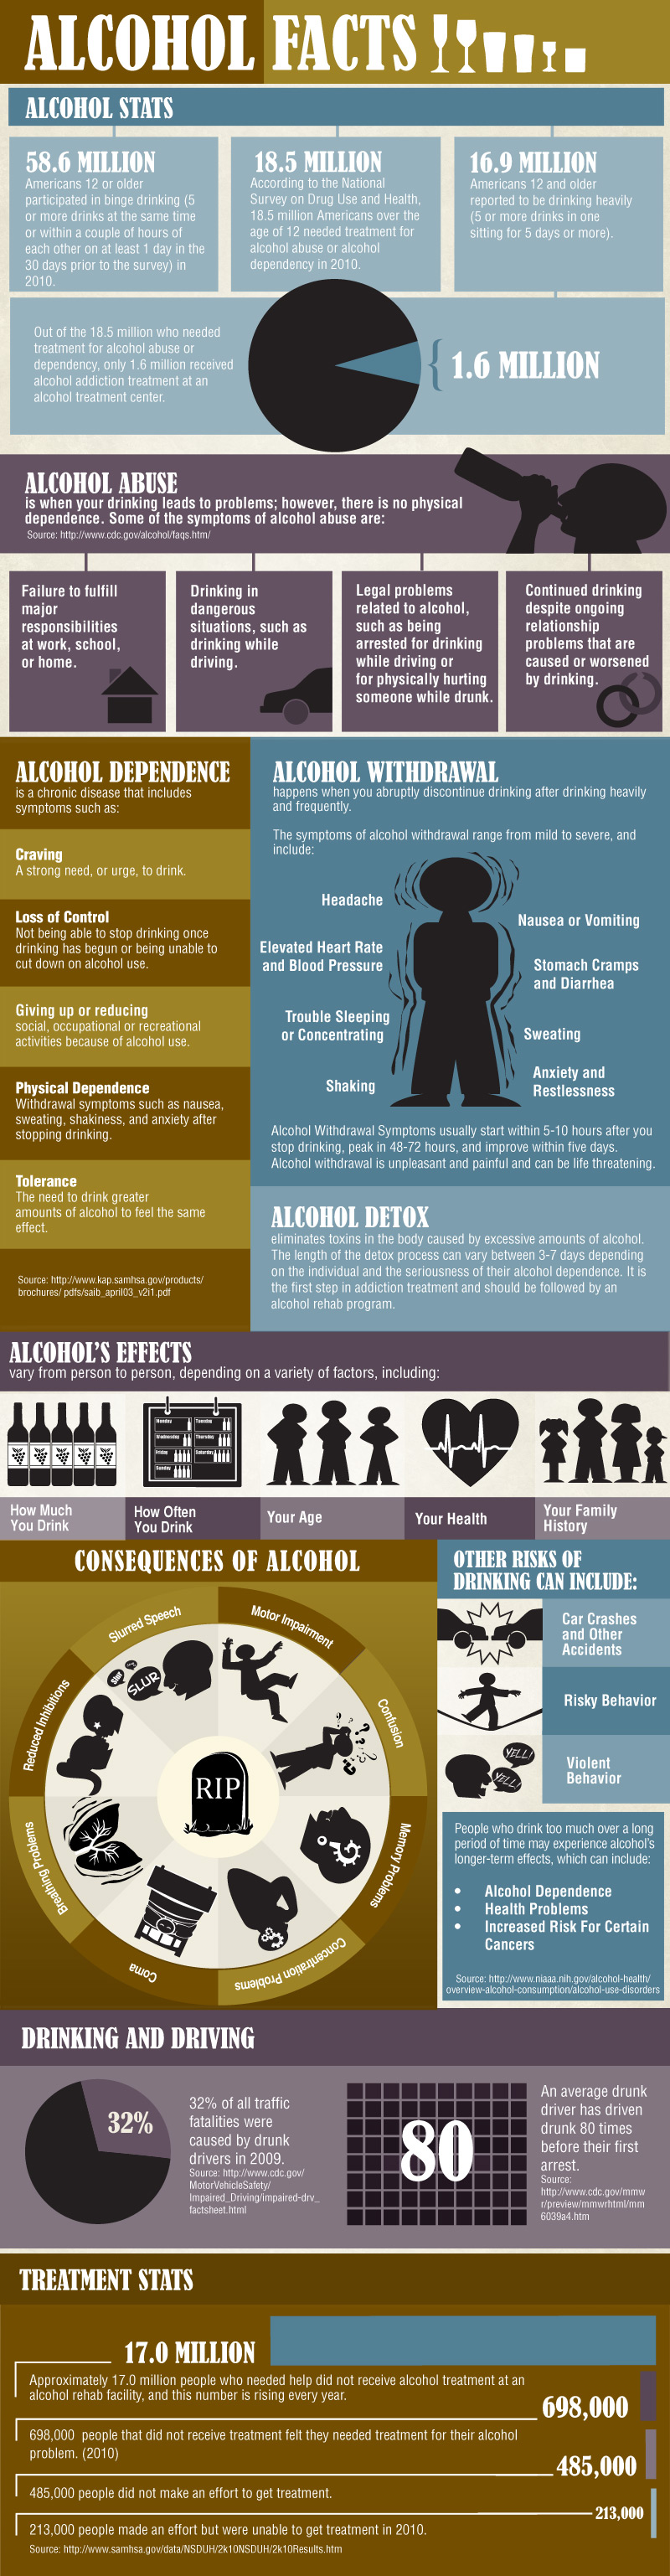 ALCOHOL FACTS
ALCOHOL STATS
58.6 MILLION
Americans 12 or older
participated in binge drinking (5
or more drinks at the same time
or within a couple of hours of
each other on at least 1 day in the
30 days prior to the survey) in
2010.
18.5 MILLION
According to the National
Survey on Drug Use and Health,
18.5 million Americans over the
age of 12 needed treatment for
alcohol abuse or alcohol
dependency in 2010.
16.9 MILLION
Americans 12 and older
reported to be drinking heavily
(5 or more drinks in one
sitting for 5 days or more).
Out of the 18.5 million who needed
treatment for alcohol abuse or
dependency, only 1.6 million received
alcohol addiction treatment at an
alcohol treatment center.
1.6 MILLION
ALCOHOL ABUSE
is when your drinking leads to problems; however, there is no physical
dependence. Some of the symptoms of alcohol abuse are:
Source: http://www.cdc.gov/alcohol/faqs.htm/
Failure to fulfill
major
responsibilities
at work, school,
or home.
Drinking in
dangerous
situations, such as
drinking while
driving.
Legal problems
related to alcohol,
such as being
arrested for drinking
while driving or
for physically hurting
someone while drunk.
Continued drinking
despite ongoing
relationship
problems that are
caused or worsened
by drinking.
ALCOHOL DEPENDENCE
is a chronic disease that includes
symptoms such as:
Craving
A strong need, or urge, to drink.
Loss of Control
Not being able to stop drinking once
drinking has begun or being unable to
cut down on alcohol use.
Giving up or reducing
social, occupational or recreational
activities because of alcohol use.
Physical Dependence
Withdrawal symptoms such as nausea,
sweating, shakiness, and anxiety after
stopping drinking.
Tolerance
The need to drink greater
amounts of alcohol to feel the same
effect.
Source: http://www.kap.samhsa.gov/products/
brochures/ pdfs/saib_april03_v2i1.pdf
ALCOHOL WITHDRAWAL
happens when you abruptly discontinue drinking after drinking heavily
and frequently.
The symptoms of alcohol withdrawal range from mild to severe, and
include:
Headache
Nausea or Vomiting
Elevated Heart Rate
and Blood Pressure
Stomach Cramps
and Diarrhea
Trouble Sleeping
or Concentrating
Sweating
Shaking
Anxiety and
Restlessness
Alcohol Withdrawal Symptoms usually start within 5-10 hours after you
stop drinking, peak in 48-72 hours, and improve within five days.
Alcohol withdrawal is unpleasant and painful and can be life threatening.
ALCOHOL DETOX
eliminates toxins in the body caused by excessive amounts of alcohol.
The length of the detox process can vary between 3-7 days depending
on the individual and the seriousness of their alcohol dependence. It is
the first step in addiction treatment and should be followed by an
alcohol rehab program.
ALCOHOL'S EFFECTS
vary from person to person, depending on a variety of factors, including:
Monday
Tuesday
Wednesday
Thursday
Friday
Saturday
Sunday
How Much
You Drink
How Often
You Drink
Your Age
Your Health
Your Family
History
CONSEQUENCES OF ALCOHOL
Slurred Speech
Motor Impairment
Confusion
Memory Problems
Concentration Problems
Coma
Breathing Problems
Reduced Inhibitions
SLUR
SLUR
? ? ? ? ?
RIP
OTHER RISKS OF
DRINKING CAN INCLUDE:
Car Crashes
and Other
Accidents
Risky Behavior
YELL!
YELL!
Violent
Behavior
People who drink too much over a long
period of time may experience alcohol's
longer-term effects, which can include:
• Alcohol Dependence
• Health Problems
• Increased Risk For Certain
Cancers
Source: http://www.niaaa.nih.gov/alcohol-health/
overview-alcohol-consumption/alcohol-use-disorders
DRINKING AND DRIVING
32%
32% of all traffic
fatalities were
caused by drunk
drivers in 2009.
Source: http://www.cdc.gov/
MotorVehicleSafety/
Impaired_Driving/impaired-drv_
factsheet.html
80
An average drunk
driver has driven
drunk 80 times
before their first
arrest.
Source:
http://www.cdc.gov/mmw
r/preview/mmwrhtml/mm
6039a4.htm
TREATMENT STATS
17.0 MILLION
Approximately 17.0 million people who needed help did not receive alcohol treatment at an
alcohol rehab facility, and this number is rising every year.
698,000
698,000 people that did not receive treatment felt they needed treatment for their alcohol
problem. (2010)
485,000
485,000 people did not make an effort to get treatment.
213,000
213,000 people made an effort but were unable to get treatment in 2010.
Source: http://www.samhsa.gov/data/NSDUH/2k10NSDUH/2k10Results.htm